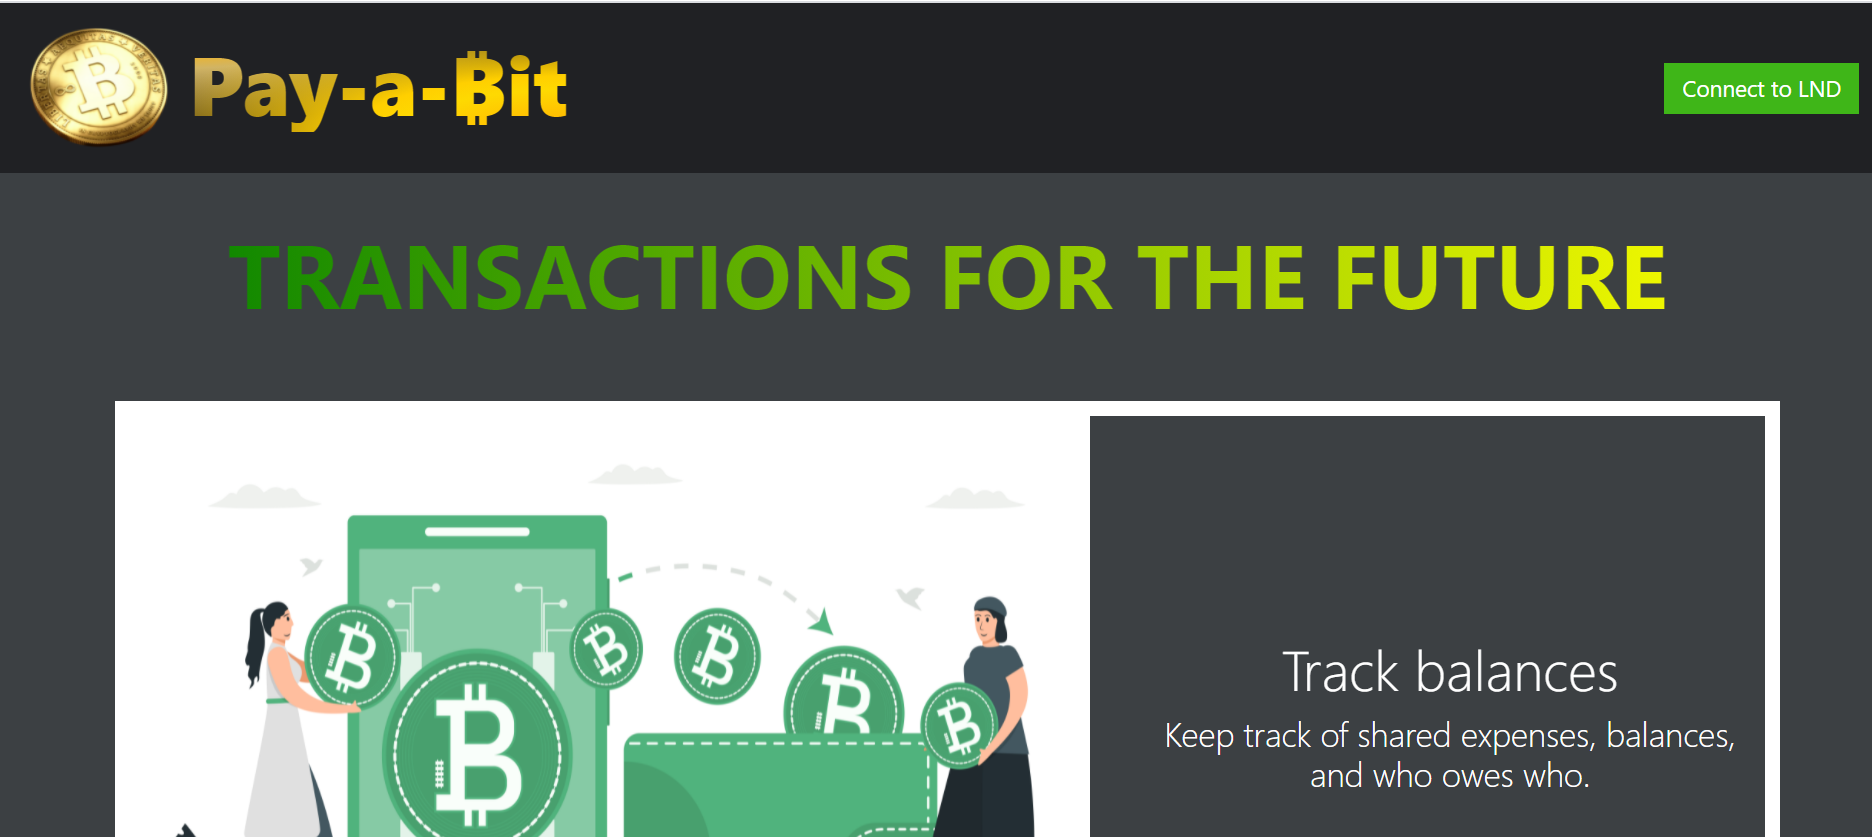 Pay-a-₿it
Connect to LND
TRANSACTIONS FOR THE FUTURE
Track balances
Keep track of shared expenses, balances,
and who owes who.